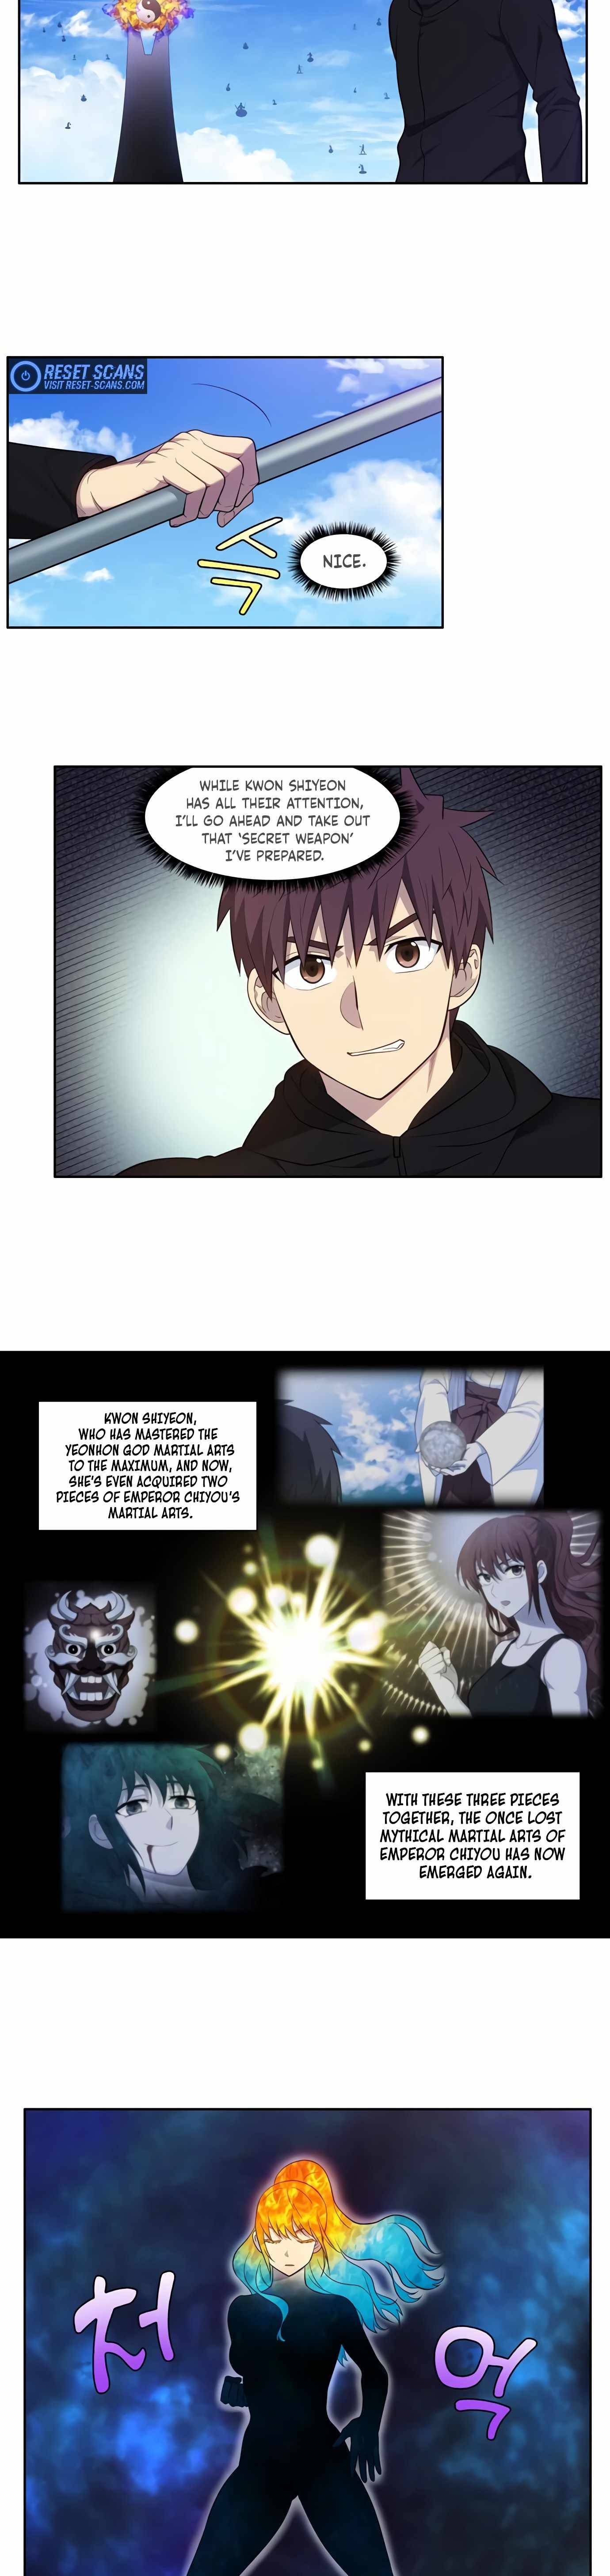 RESET SCANS
VISIT RESET-SCANS.COM
스윽
NICE.
WHILE KWON SHIYEON
HAS ALL THEIR ATTENTION,
I'LL GO AHEAD AND TAKE OUT
THAT 'SECRET WEAPON'
I'VE PREPARED.
KWON SHIYEON,
WHO HAS MASTERED THE
YEONHON GOD MARTIAL ARTS
TO THE MAXIMUM, AND NOW,
SHE'S EVEN ACQUIRED TWO
PIECES OF EMPEROR CHIYOU'S
MARTIAL ARTS.
WITH THESE THREE PIECES
TOGETHER, THE ONCE LOST
MYTHICAL MARTIAL ARTS OF
EMPEROR CHIYOU HAS NOW
EMERGED AGAIN.
처
억